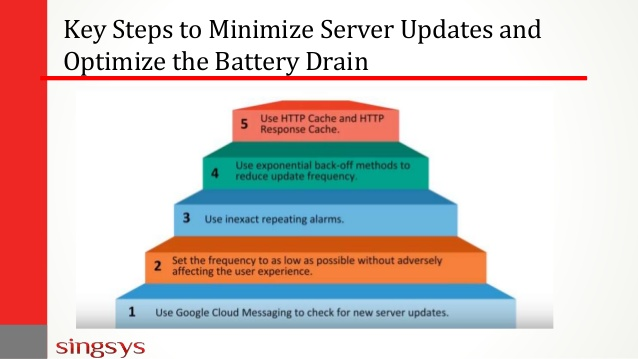 Key Steps to Minimize Server Updates and
Optimize the Battery Drain
5 Use HTTP Cache and HTTP
Response Cache.
4 Use exponential back-off methods to
reduce update frequency.
3 Use inexact repeating alarms.
2 Set the frequency to as low as possible without adversely
affecting the user experience.
1 Use Google Cloud Messaging to check for new server updates.
singsys